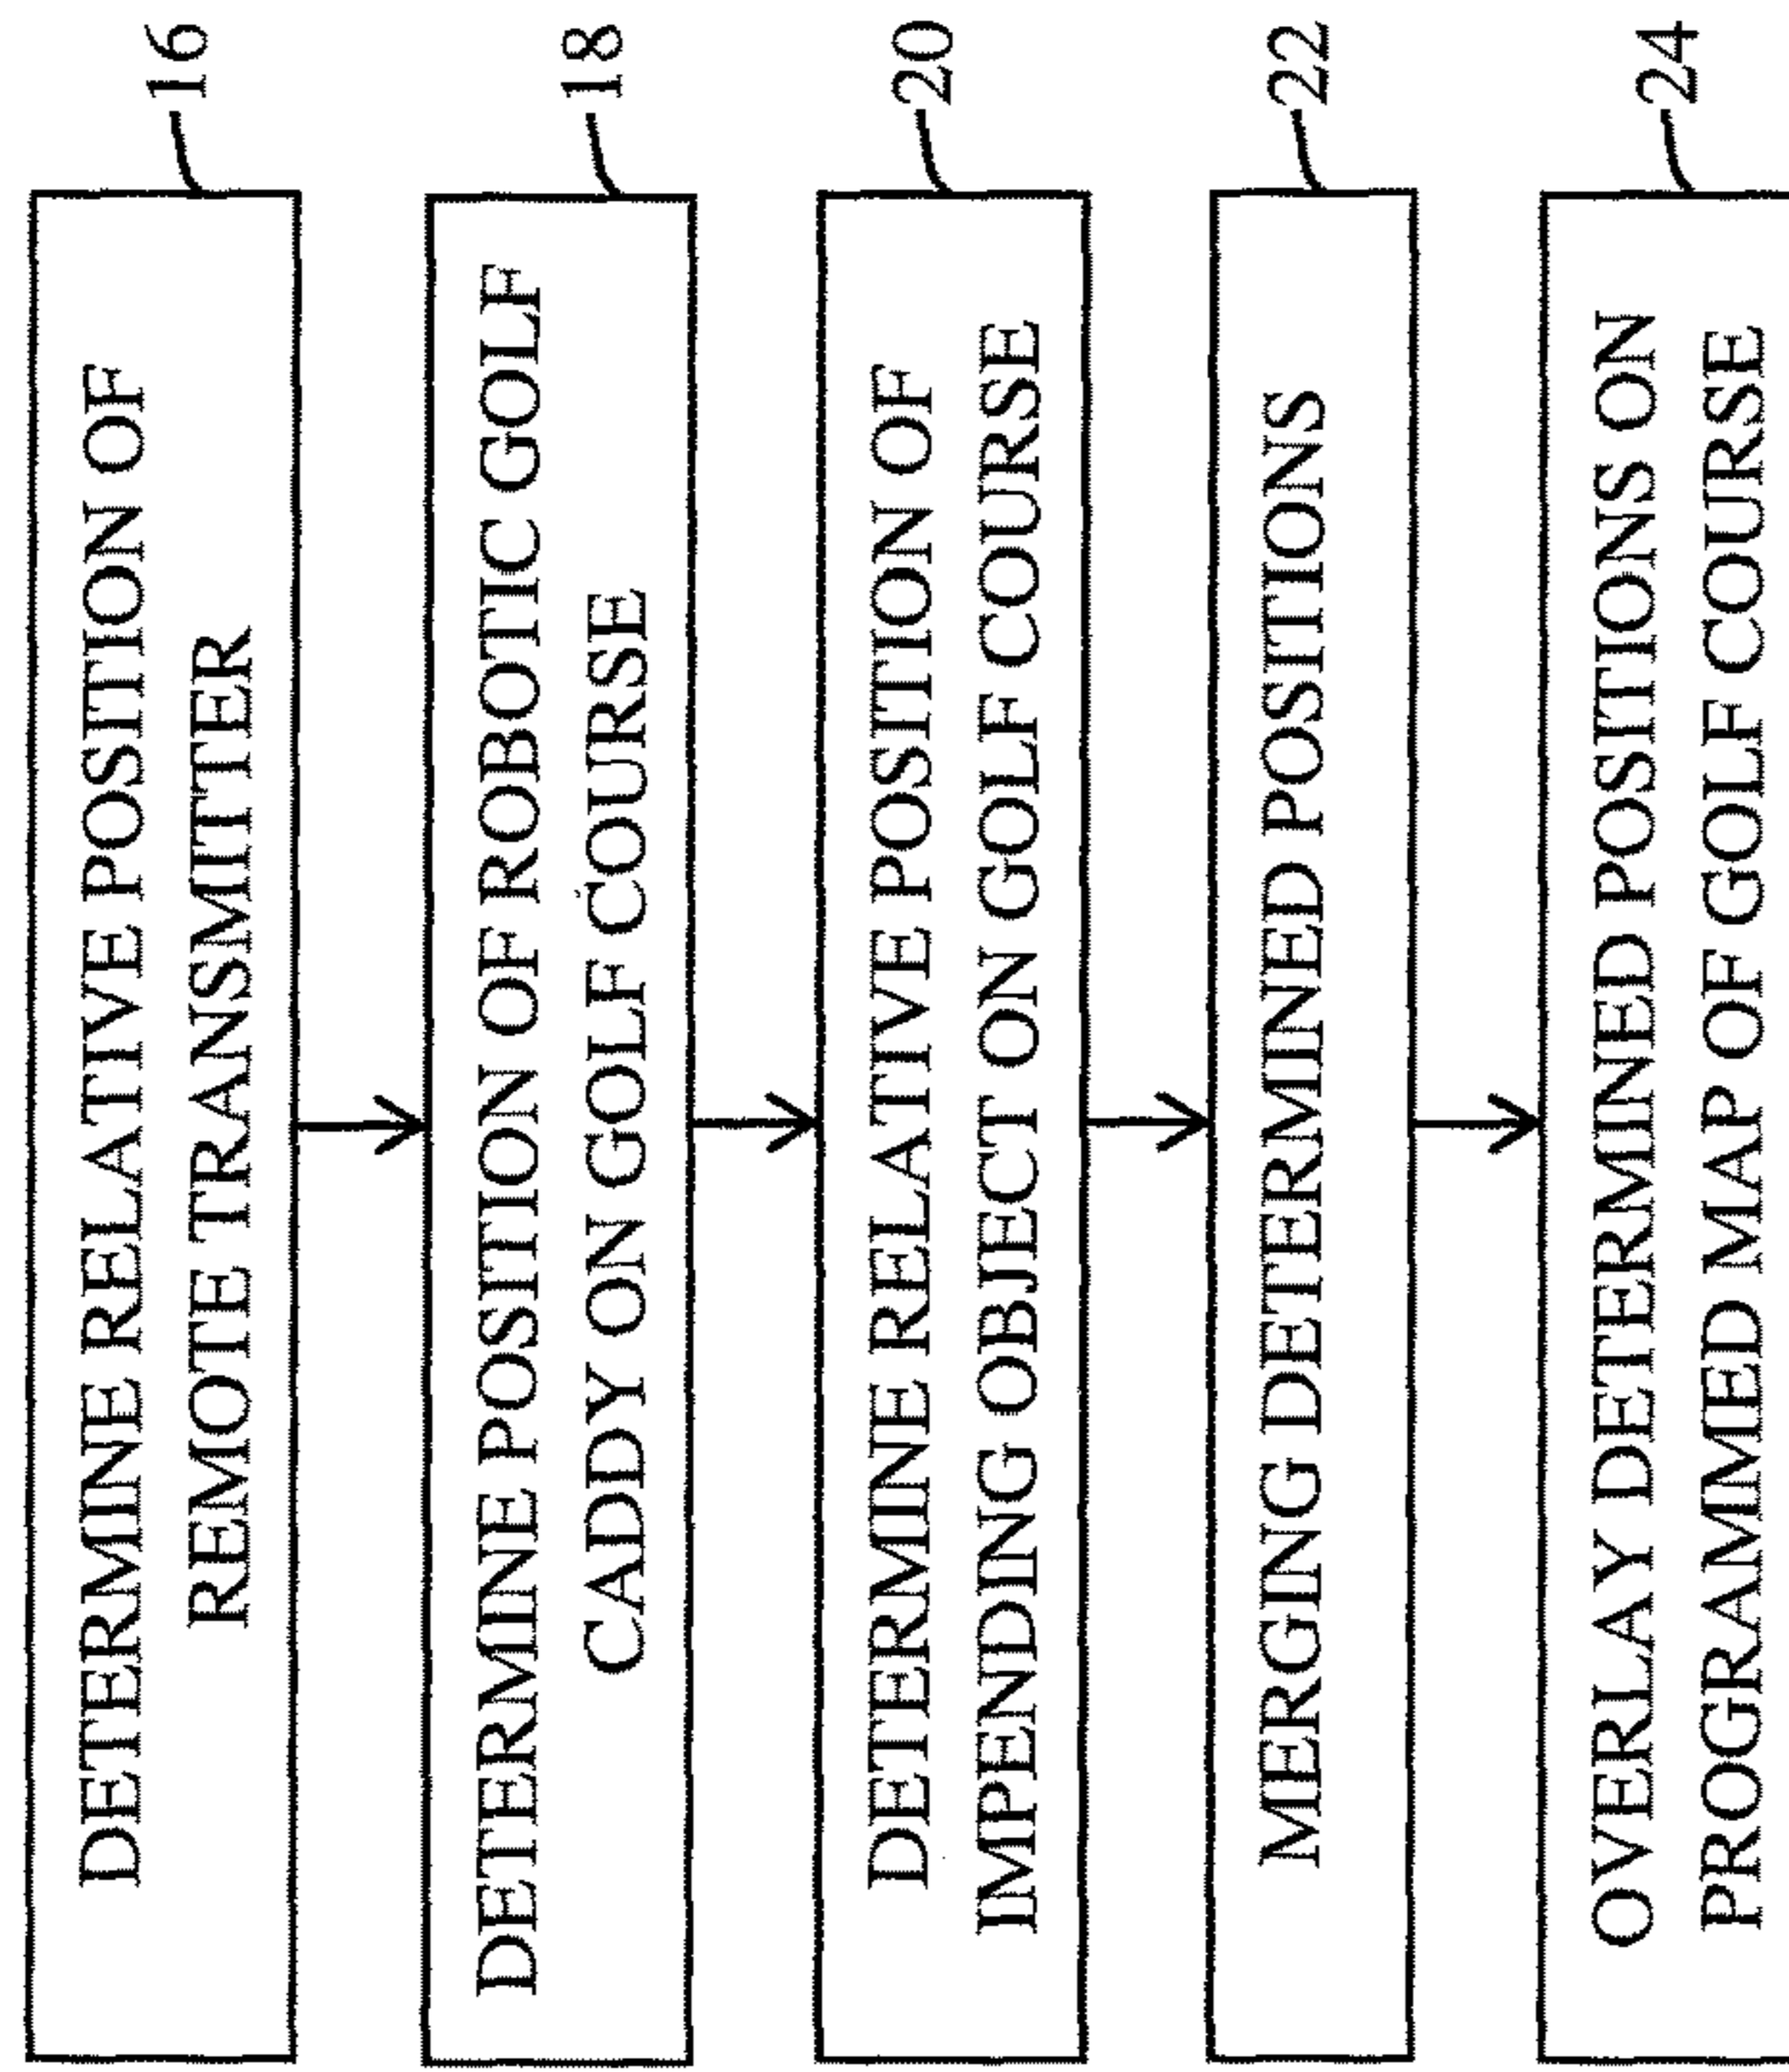 DETERMINE RELATIVE POSITION OF
REMOTE TRANSMITTER
16
DETERMINE POSITION OF ROBOTIC GOLF
CADDY ON GOLF COURSE
18
DETERMINE RELATIVE POSITION OF
IMPENDING OBJECT ON GOLF COURSE
20
MERGING DETERMINED POSITIONS
22
OVERLAY DETERMINED POSITIONS ON
PROGRAMMED MAP OF GOLF COURSE
24